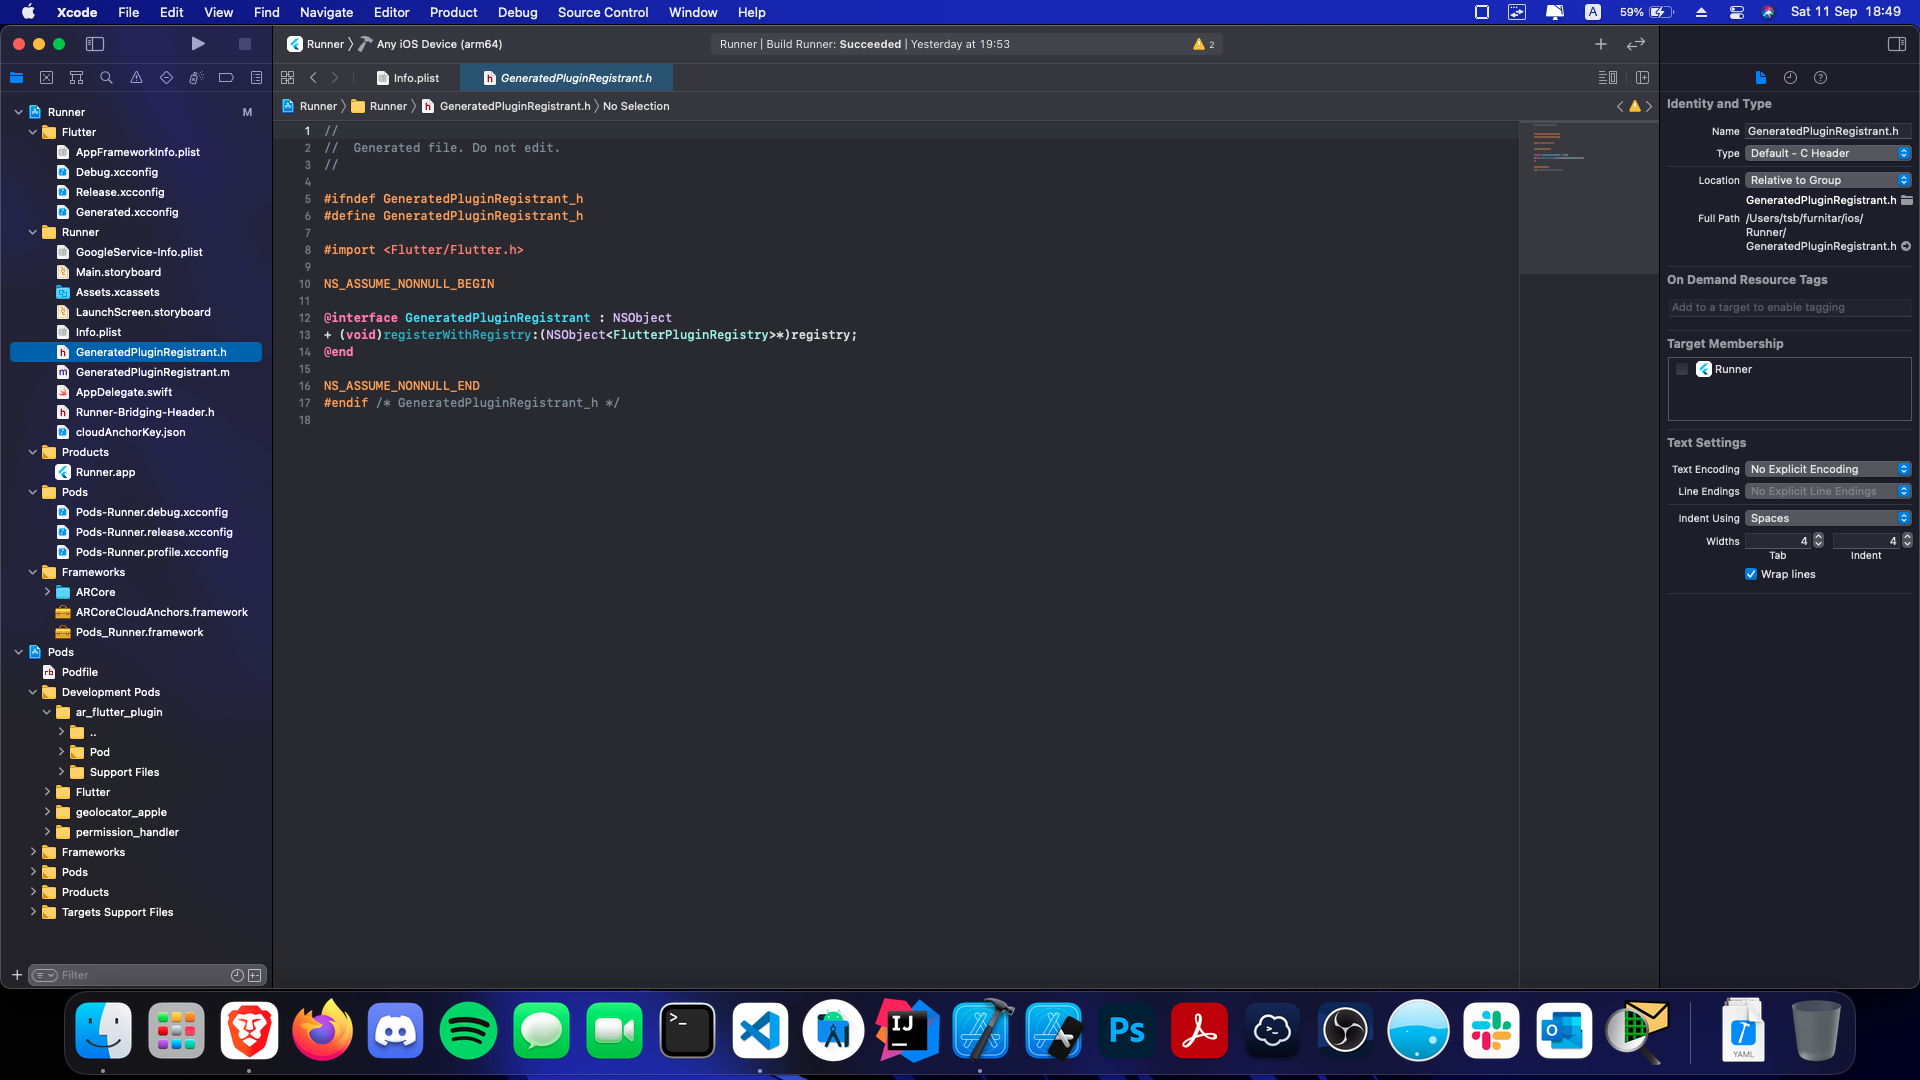 Xcode File Edit View Find Navigate Editor Product Debug Source Control Window Help A 59% Sat 11 Sep 18:49
Runner Any iOS Device (arm64) Runner | Build Runner: Succeeded | Yesterday at 19:53 2
Info.plist
h GeneratedPluginRegistrant.h
Runner Runner h GeneratedPluginRegistrant.h No Selection
Runner M
Flutter
AppFrameworkInfo.plist
Debug.xcconfig
Release.xcconfig
Generated.xcconfig
Runner
GoogleService-Info.plist
Main.storyboard
Assets.xcassets
LaunchScreen.storyboard
Info.plist
h GeneratedPluginRegistrant.h
m GeneratedPluginRegistrant.m
AppDelegate.swift
h Runner-Bridging-Header.h
cloudAnchorKey.json
Products
Runner.app
Pods
Pods-Runner.debug.xcconfig
Pods-Runner.release.xcconfig
Pods-Runner.profile.xcconfig
Frameworks
ARCore
ARCoreCloudAnchors.framework
Pods_Runner.framework
Pods
rb Podfile
Development Pods
ar_flutter_plugin
..
Pod
Support Files
Flutter
geolocator_apple
permission_handler
Frameworks
Pods
Products
Targets Support Files
Filter
1 //
2 //  Generated file. Do not edit.
3 //
4
5 #ifndef GeneratedPluginRegistrant_h
6 #define GeneratedPluginRegistrant_h
7
8 #import <Flutter/Flutter.h>
9
10 NS_ASSUME_NONNULL_BEGIN
11
12 @interface GeneratedPluginRegistrant : NSObject
13 + (void)registerWithRegistry:(NSObject<FlutterPluginRegistry>*)registry;
14 @end
15
16 NS_ASSUME_NONNULL_END
17 #endif /* GeneratedPluginRegistrant_h */
18
Identity and Type
Name GeneratedPluginRegistrant.h
Type Default - C Header
Location Relative to Group
GeneratedPluginRegistrant.h
Full Path /Users/tsb/furnitar/ios/
Runner/
GeneratedPluginRegistrant.h
On Demand Resource Tags
Add to a target to enable tagging
Target Membership
Runner
Text Settings
Text Encoding No Explicit Encoding
Line Endings No Explicit Line Endings
Indent Using Spaces
Widths 4 4
Tab Indent
Wrap lines
>_
IJ
Ps
O
YAML